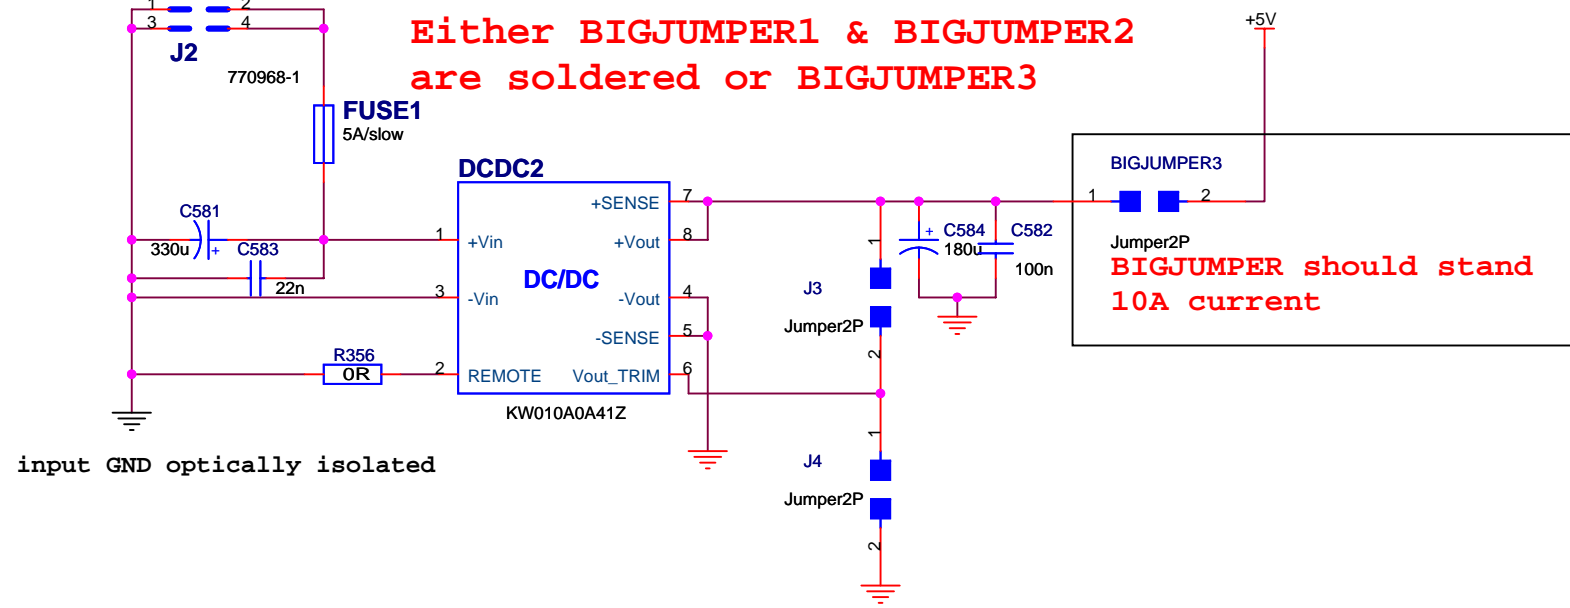 1 2
3 4
J2
770968-1
Either BIGJUMPER1 & BIGJUMPER2
are soldered or BIGJUMPER3
+5V
FUSE1
5A/slow
DCDC2
BIGJUMPER3
1 2
Jumper2P
BIGJUMPER should stand
10A current
C581
330u
+
C583
22n
1 +Vin
3 -Vin
2 REMOTE
DC/DC
+SENSE 7
+Vout 8
-Vout 4
-SENSE 5
Vout_TRIM 6
KW010A0A41Z
R356
0R
+ C584
180u
C582
100n
1
J3
Jumper2P
2
1
J4
Jumper2P
2
input GND optically isolated